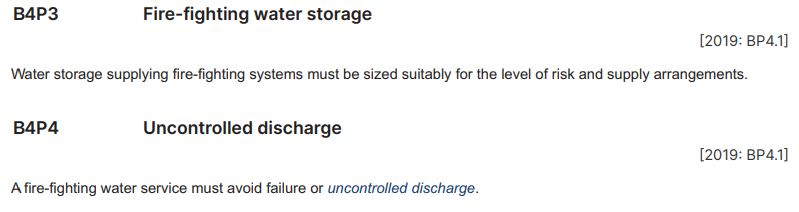 B4P3 Fire-fighting water storage
[2019: BP4.1]
Water storage supplying fire-fighting systems must be sized suitably for the level of risk and supply arrangements.
B4P4 Uncontrolled discharge
[2019: BP4.1]
A fire-fighting water service must avoid failure or uncontrolled discharge.